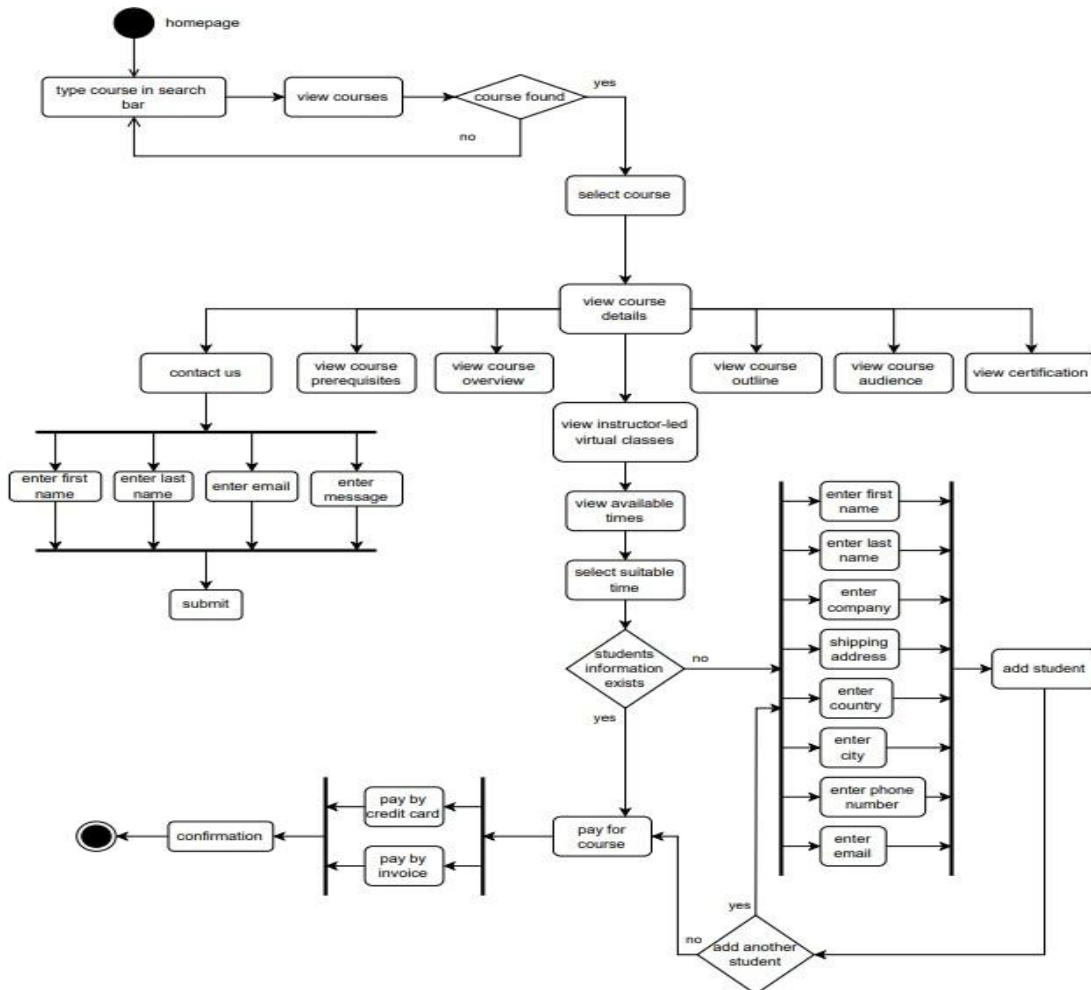 homepage
type course in search
bar
view courses
course found
yes
no
select course
view course
details
contact us
view course
prerequisites
view course
overview
view course
outline
view course
audience
view certification
view instructor-led
virtual classes
enter first
name
enter last
name
enter email
enter
message
submit
view available
times
select suitable
time
students
information
exists
no
yes
enter first
name
enter last
name
enter
company
shipping
address
enter
country
enter
city
enter phone
number
enter
email
add student
add another
student
yes
no
pay for
course
pay by
credit card
pay by
invoice
confirmation